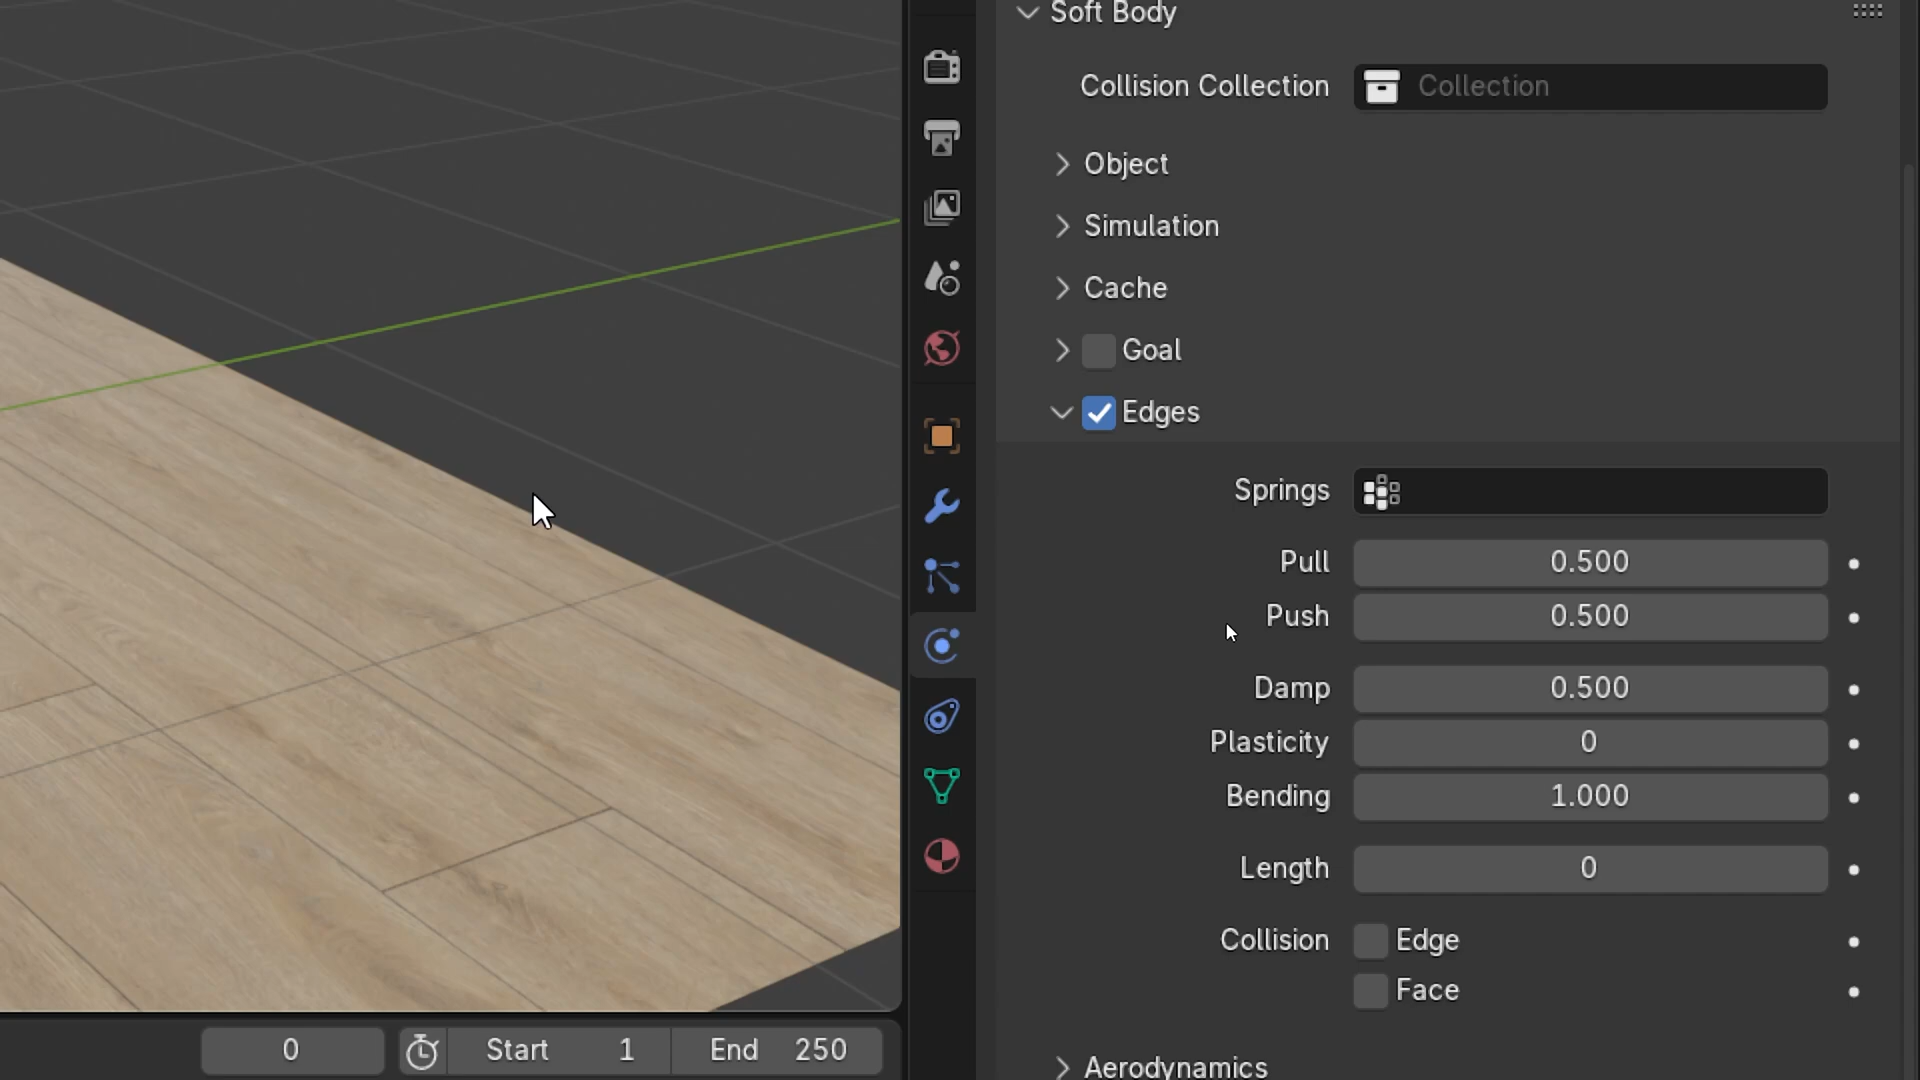 Soft Body
Collision Collection Collection
Object
Simulation
Cache
Goal
Edges
Springs
Pull 0.500
Push 0.500
Damp 0.500
Plasticity 0
Bending 1.000
Length 0
Collision Edge
Face
Aerodynamics
0 Start 1 End 250